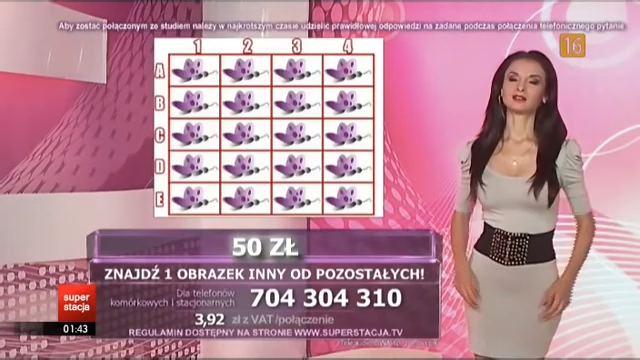 Aby zostać połączonym ze studiem należy w najkrótszym czasie udzielić prawidłowej odpowiedzi na zadane podczas połączenia telefonicznego pytanie
16
1 2 3 4
A
B
C
D
E
50 ZŁ
ZNAJDŹ 1 OBRAZEK INNY OD POZOSTAŁYCH!
Dla telefonów
komórkowych i stacjonarnych 704 304 310
3,92 zł z VAT/połączenie
REGULAMIN DOSTĘPNY NA STRONIE WWW.SUPERSTACJA.TV
super
stacja
01:43